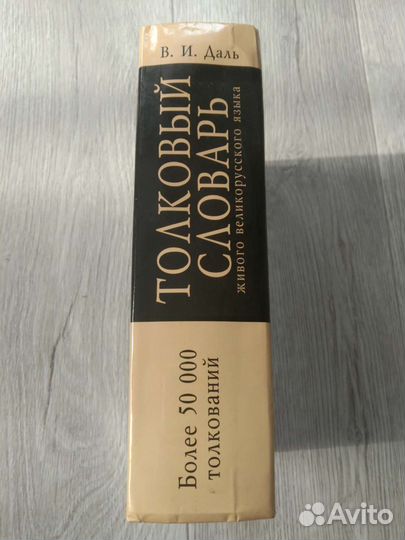 В. И. Даль
ТОЛКОВЫЙ
СЛОВАРЬ
живого великорусского языка
Более 50 000
толкований
Avito